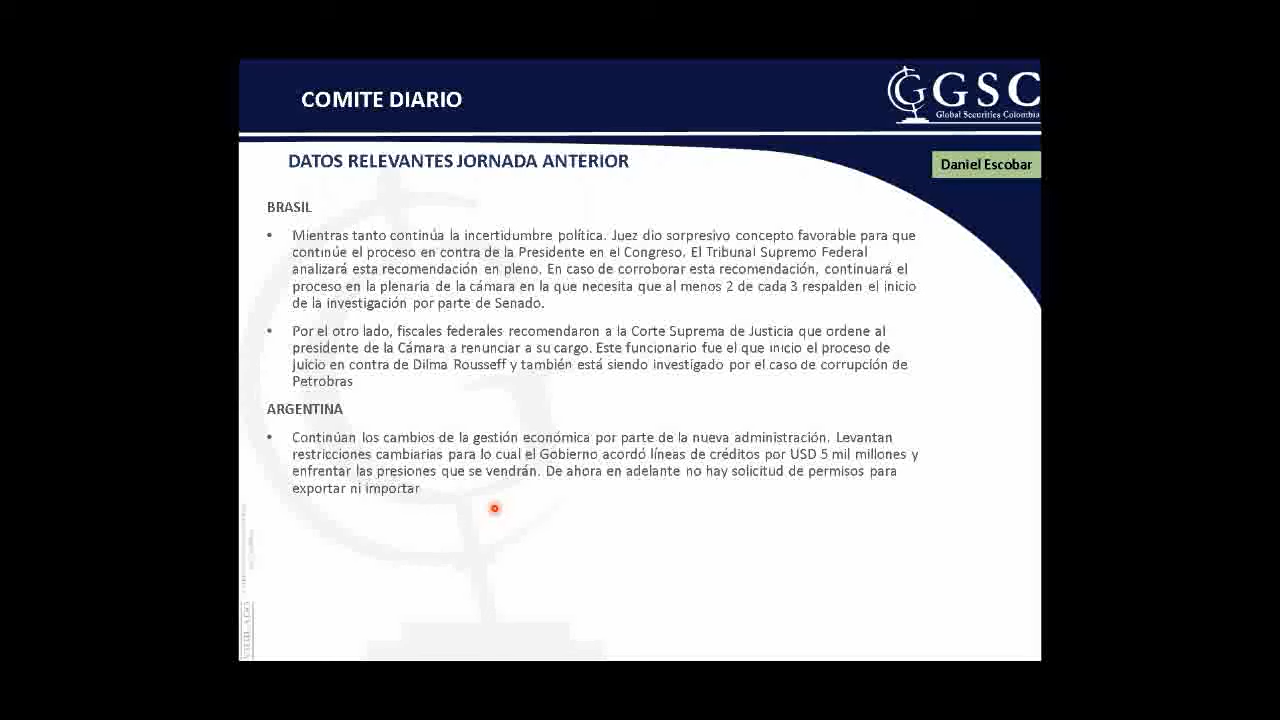 COMITE DIARIO
GSC
Global Securities Colombia
DATOS RELEVANTES JORNADA ANTERIOR
Daniel Escobar
BRASIL
• Mientras tanto continúa la incertidumbre política. Juez dio sorpresivo concepto favorable para que
continúe el proceso en contra de la Presidente en el Congreso. El Tribunal Supremo Federal
analizará esta recomendación en pleno. En caso de corroborar esta recomendación, continuará el
proceso en la plenaria de la cámara en la que necesita que al menos 2 de cada 3 respalden el inicio
de la investigación por parte de Senado.
• Por el otro lado, fiscales federales recomendaron a la Corte Suprema de Justicia que ordene al
presidente de la Cámara a renunciar a su cargo. Este funcionario fue el que inicio el proceso de
Juicio en contra de Dilma Rousseff y también está siendo investigado por el caso de corrupción de
Petrobras
ARGENTINA
• Continúan los cambios de la gestión económica por parte de la nueva administración. Levantan
restricciones cambiarias para lo cual el Gobierno acordó líneas de créditos por USD 5 mil millones y
enfrentar las presiones que se vendrán. De ahora en adelante no hay solicitud de permisos para
exportar ni importar